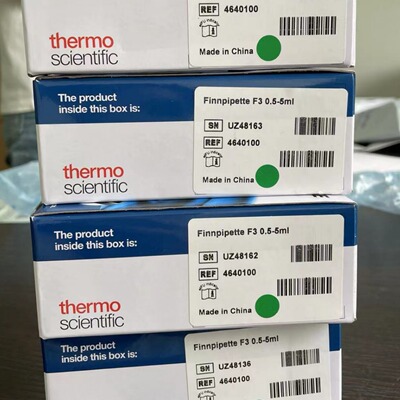 REF 4640100
thermo
scientific
Made in China
The product
inside this box is:
Finnpipette F3 0.5-5ml
SN UZ48163
REF 4640100
thermo
scientific
Made in China
The product
inside this box is:
Finnpipette F3 0.5-5ml
SN UZ48162
REF 4640100
thermo
scientific
Made in China
The product
inside this box is:
Finnpipette F3 0.5-5ml
SN UZ48136
REF 4640100